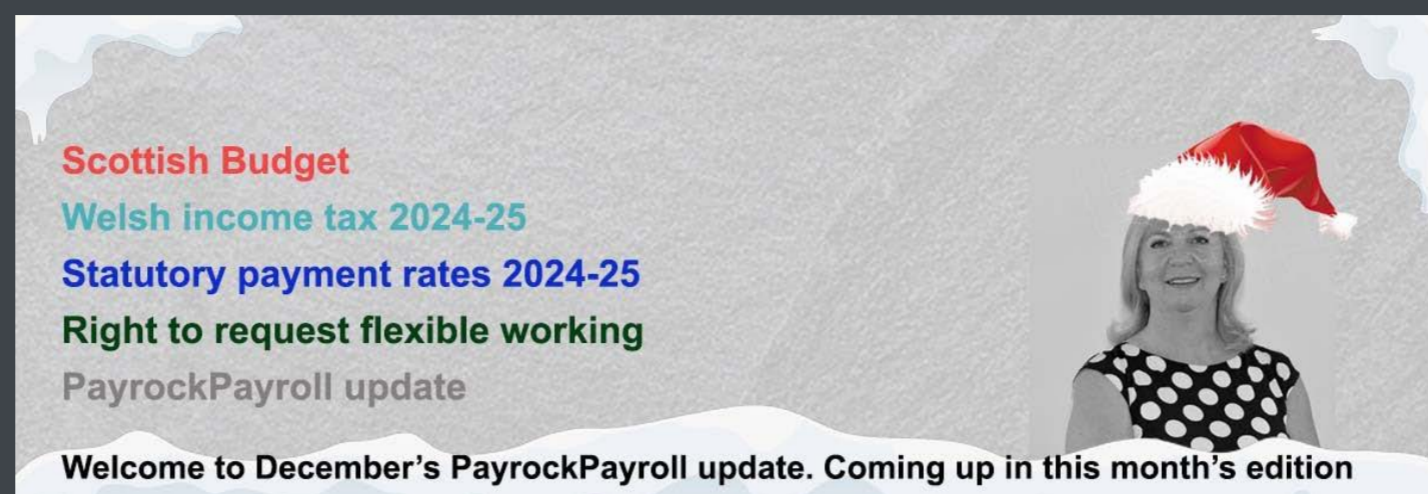 Scottish Budget
Welsh income tax 2024-25
Statutory payment rates 2024-25
Right to request flexible working
PayrockPayroll update
Welcome to December’s PayrockPayroll update. Coming up in this month’s edition